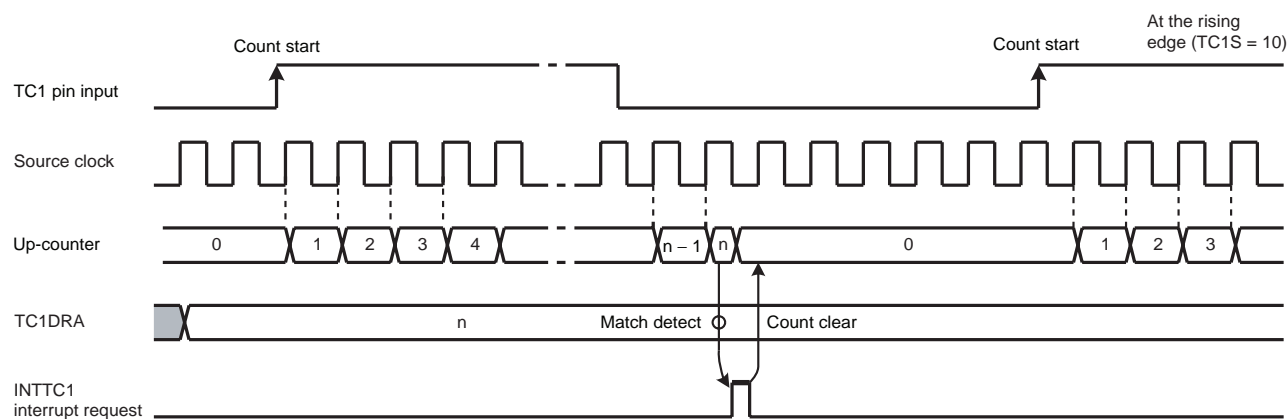 At the rising
edge (TC1S = 10)
Count start
Count start
TC1 pin input
Source clock
Up-counter
0 1 2 3 4 n – 1 n 0 1 2 3
TC1DRA
n Match detect Count clear
INTTC1
interrupt request